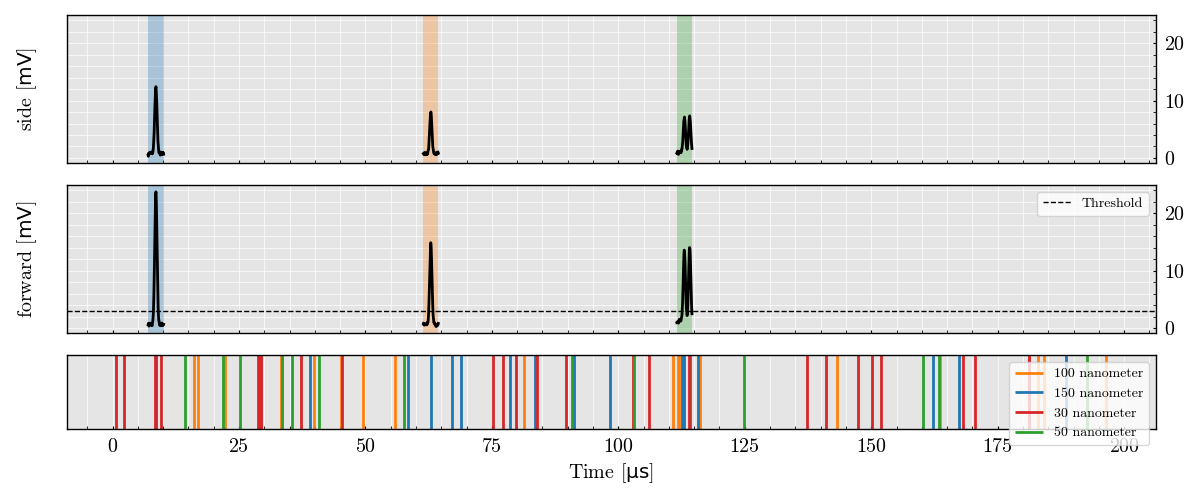 side [mV]
20
10
0
forward [mV]
Threshold
20
10
0
100 nanometer
150 nanometer
30 nanometer
50 nanometer
0 25 50 75 100 125 150 175 200
Time [μs]